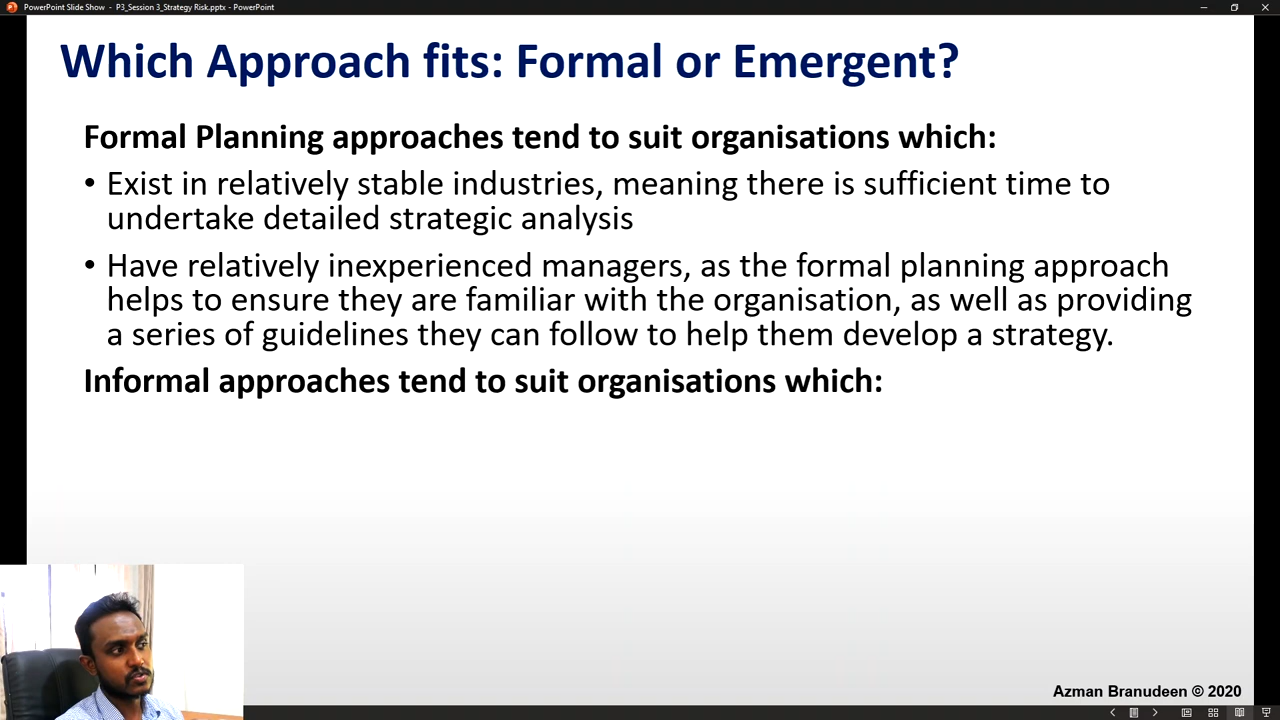 PowerPoint Slide Show - P3_Session 3_Strategy Risk.pptx - PowerPoint
Which Approach fits: Formal or Emergent?
Formal Planning approaches tend to suit organisations which:
• Exist in relatively stable industries, meaning there is sufficient time to
undertake detailed strategic analysis
• Have relatively inexperienced managers, as the formal planning approach
helps to ensure they are familiar with the organisation, as well as providing
a series of guidelines they can follow to help them develop a strategy.
Informal approaches tend to suit organisations which:
Azman Branudeen © 2020